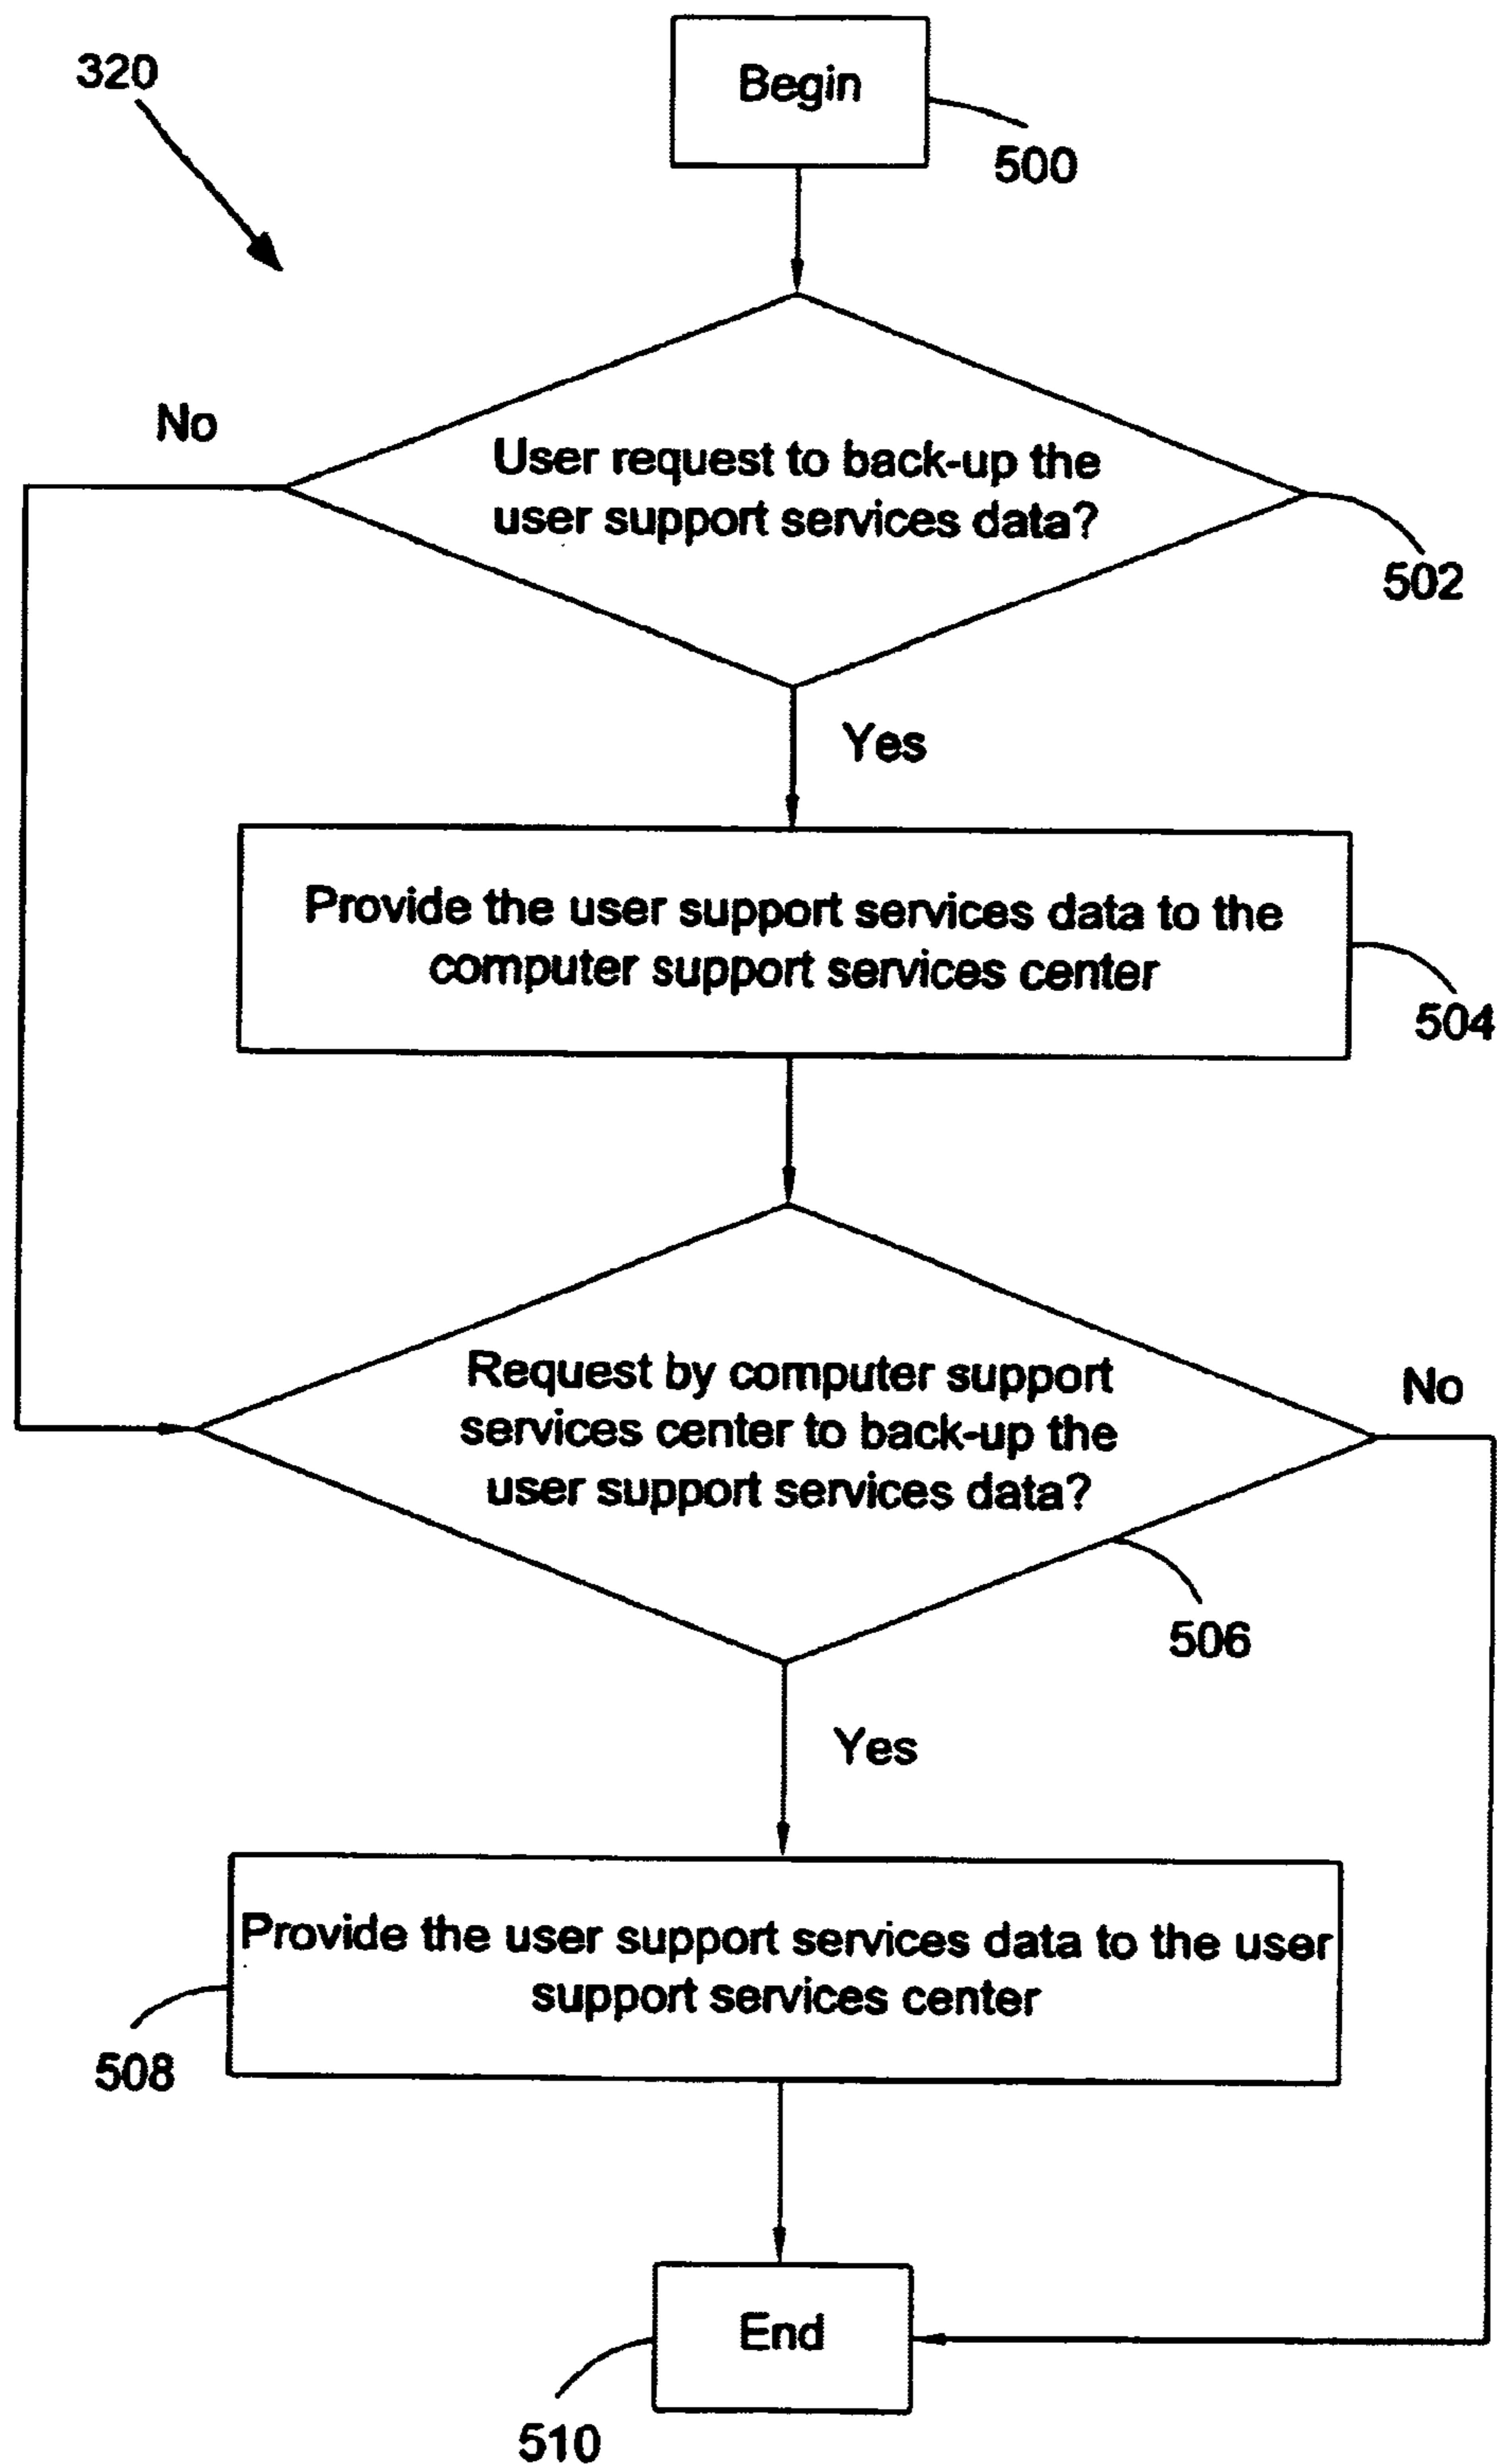 320
Begin
500
No
User request to back-up the
user support services data?
502
Yes
Provide the user support services data to the
computer support services center
504
Request by computer support
services center to back-up the
user support services data?
No
506
Yes
Provide the user support services data to the user
support services center
508
End
510